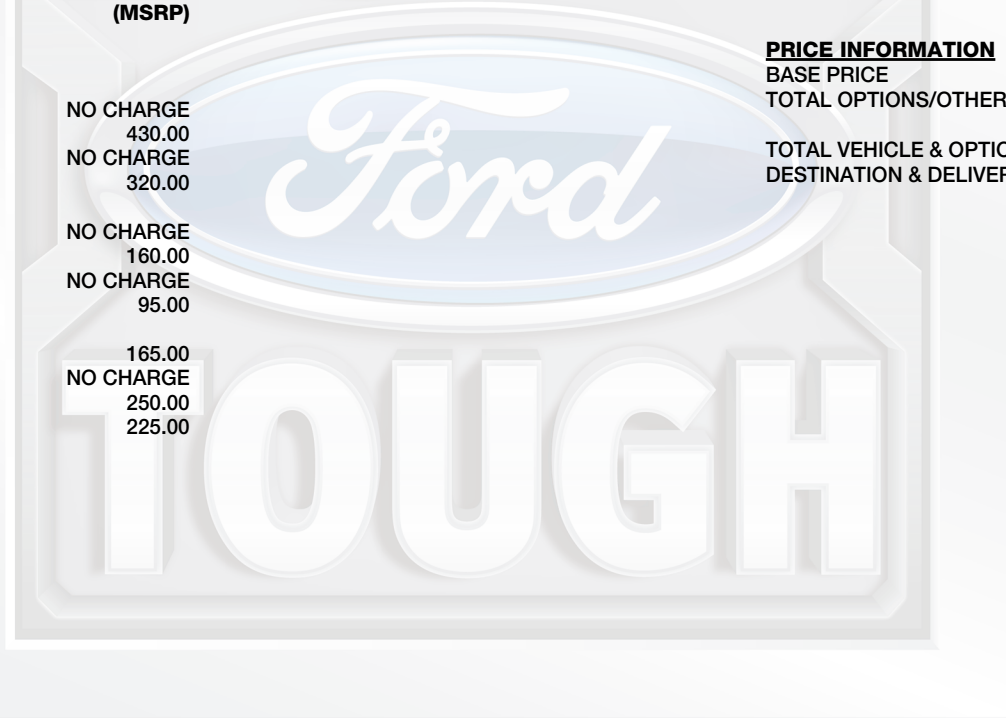 (MSRP)
NO CHARGE
430.00
NO CHARGE
320.00
NO CHARGE
160.00
NO CHARGE
95.00
165.00
NO CHARGE
250.00
225.00
PRICE INFORMATION
BASE PRICE
TOTAL OPTIONS/OTHER
TOTAL VEHICLE & OPTIO
DESTINATION & DELIVER
Ford
TOUGH